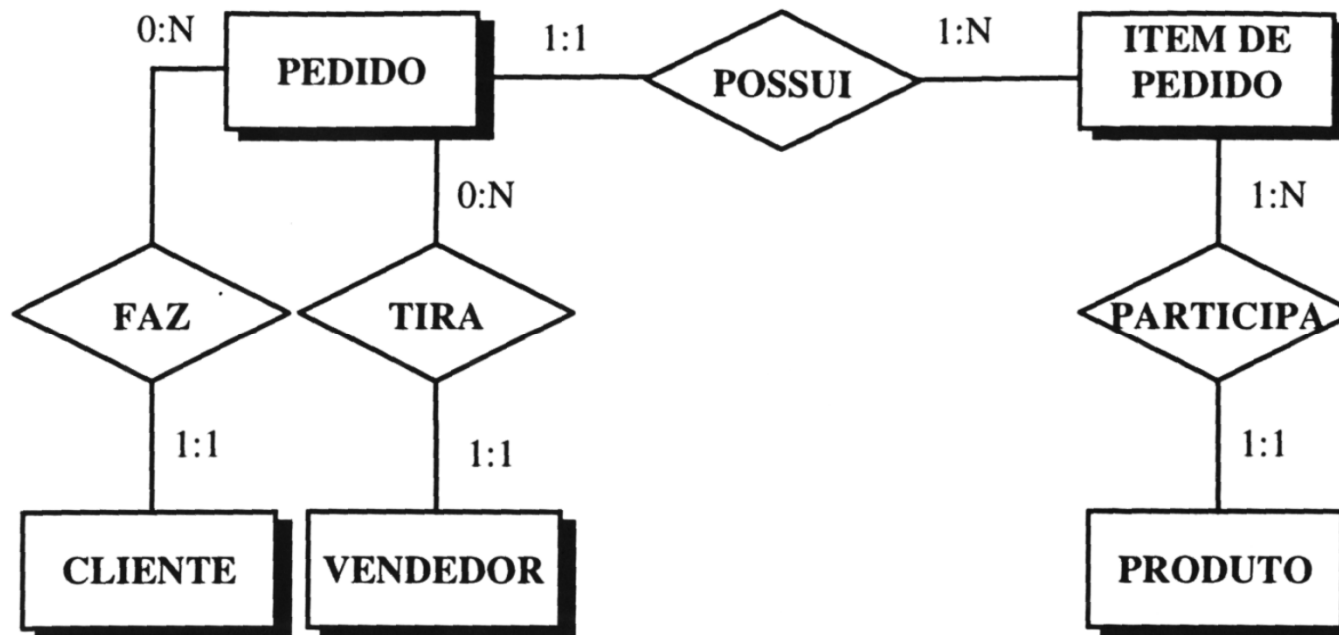 0:N
PEDIDO
1:1
POSSUI
1:N
ITEM DE
PEDIDO
0:N
1:N
FAZ
TIRA
PARTICIPA
1:1
1:1
1:1
CLIENTE
VENDEDOR
PRODUTO